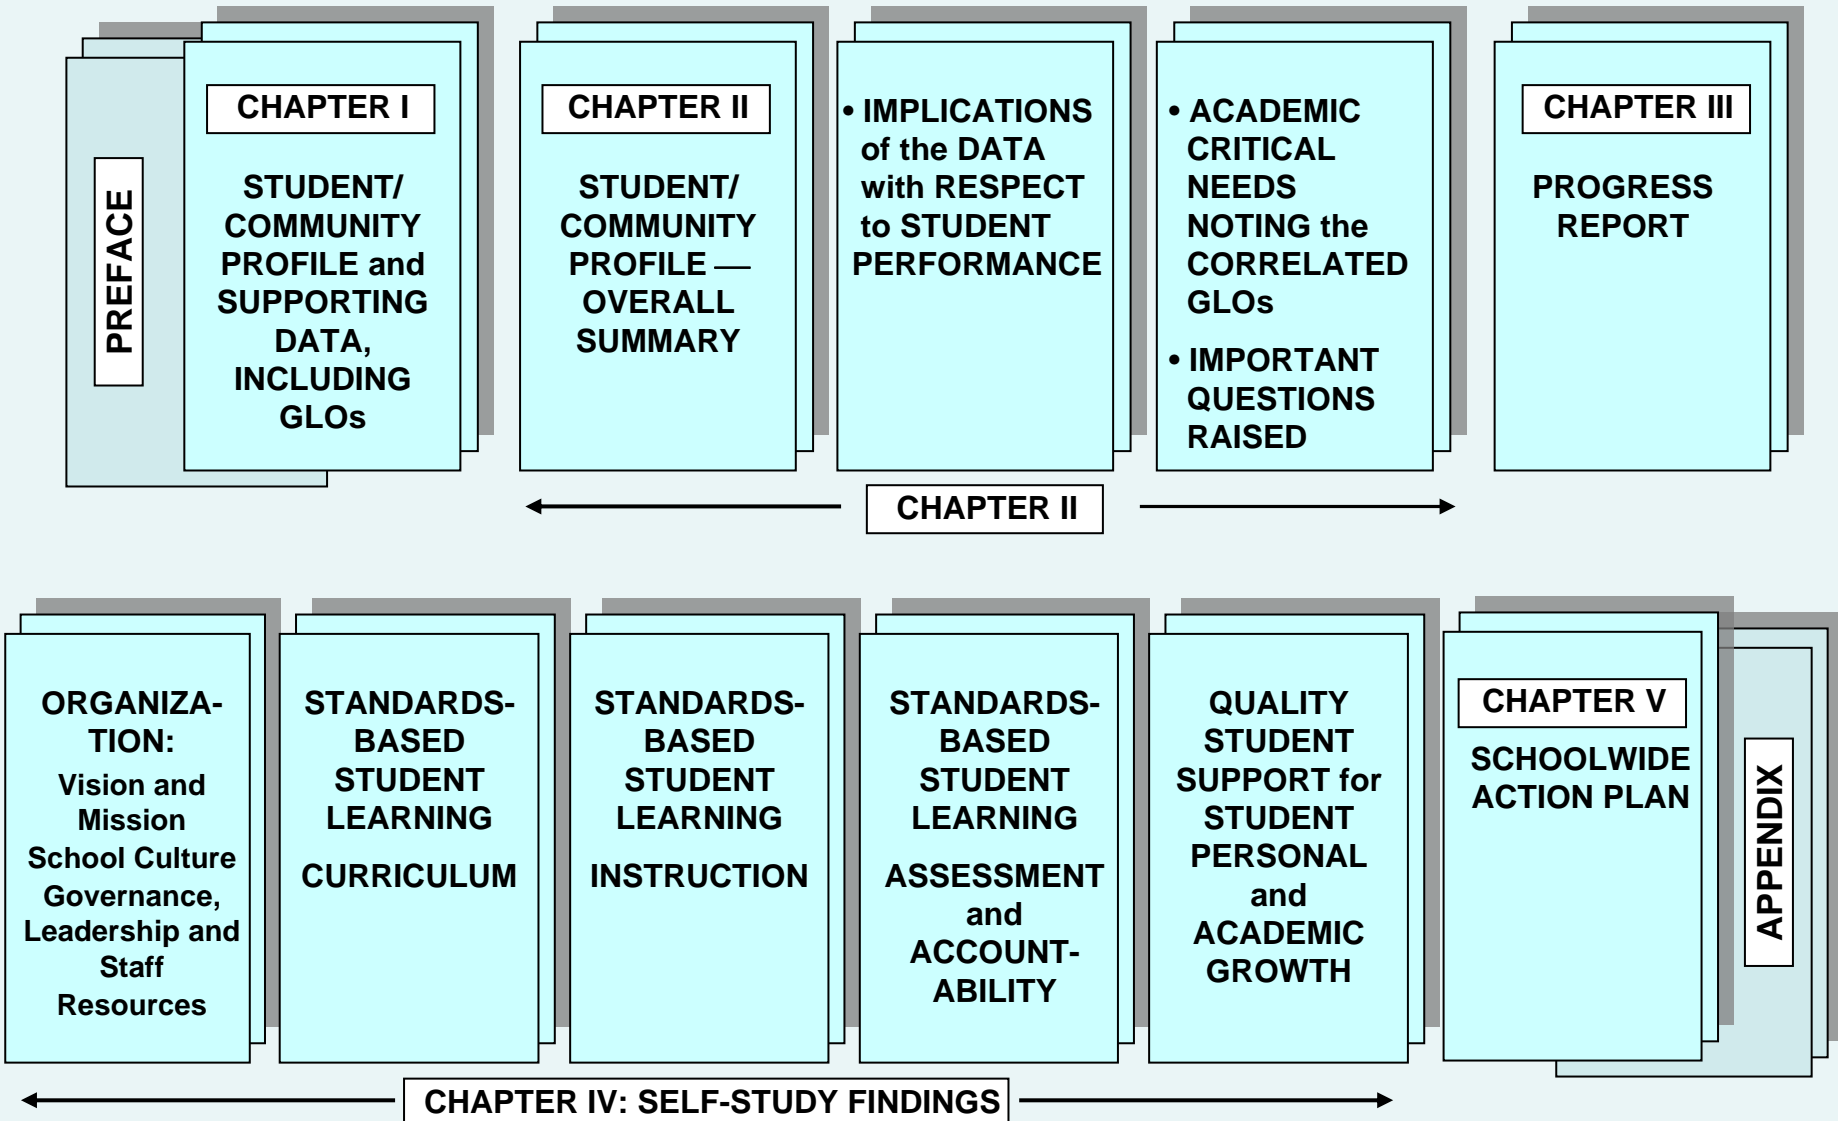 PREFACE
CHAPTER I
STUDENT/
COMMUNITY
PROFILE and
SUPPORTING
DATA,
INCLUDING
GLOs
CHAPTER II
STUDENT/
COMMUNITY
PROFILE —
OVERALL
SUMMARY
• IMPLICATIONS
of the DATA
with RESPECT
to STUDENT
PERFORMANCE
• ACADEMIC
CRITICAL
NEEDS
NOTING the
CORRELATED
GLOs
• IMPORTANT
QUESTIONS
RAISED
CHAPTER III
PROGRESS
REPORT
CHAPTER II
ORGANIZA-
TION:
Vision and
Mission
School Culture
Governance,
Leadership and
Staff
Resources
STANDARDS-
BASED
STUDENT
LEARNING
CURRICULUM
STANDARDS-
BASED
STUDENT
LEARNING
INSTRUCTION
STANDARDS-
BASED
STUDENT
LEARNING
ASSESSMENT
and
ACCOUNT-
ABILITY
QUALITY
STUDENT
SUPPORT for
STUDENT
PERSONAL
and
ACADEMIC
GROWTH
CHAPTER V
SCHOOLWIDE
ACTION PLAN
APPENDIX
CHAPTER IV: SELF-STUDY FINDINGS